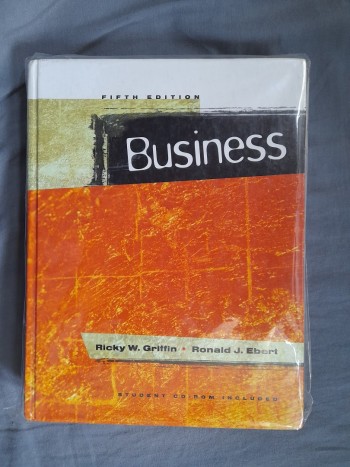 FIFTH EDITION
Business
Ricky W. Griffin • Ronald J. Ebert
STUDENT CD-ROM INCLUDED